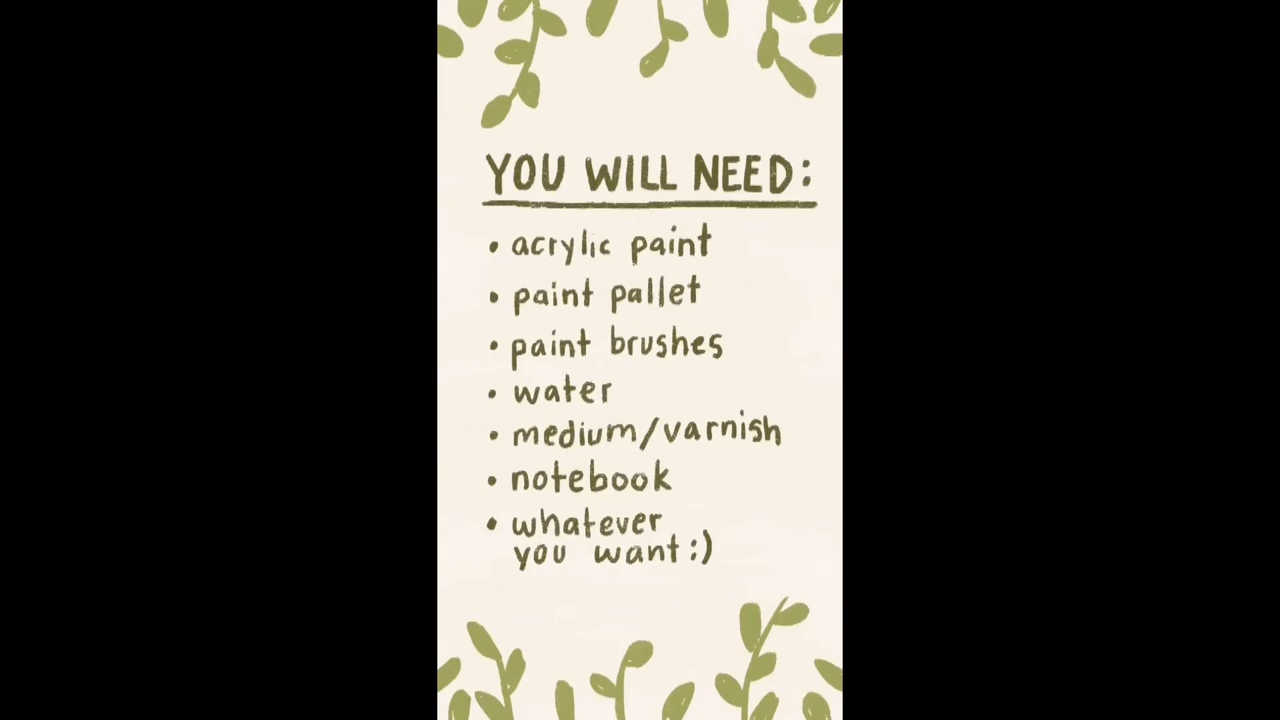 YOU WILL NEED:
• acrylic paint
• paint pallet
• paint brushes
• water
• medium/varnish
• notebook
• whatever
you want :)